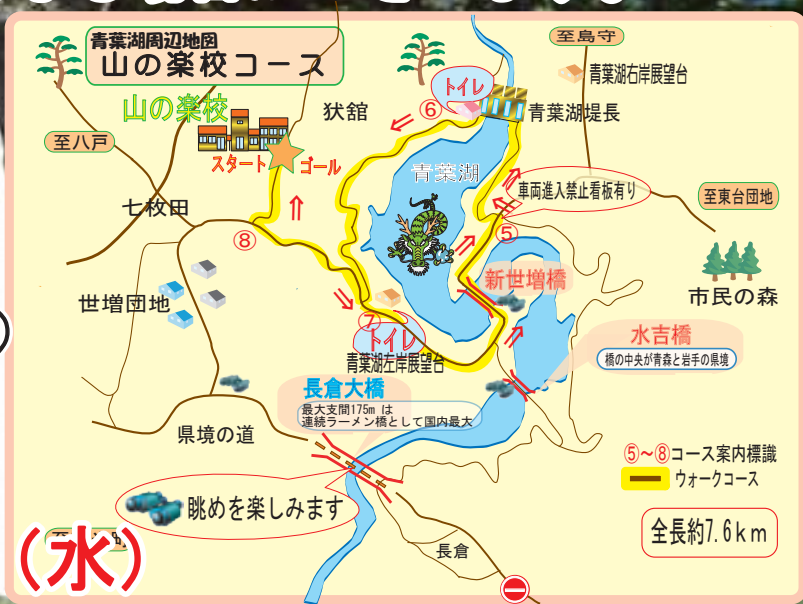 青葉湖周辺地図
山の楽校コース
山の楽校
スタート
ゴール
至八戸
七枚田
狄舘
トイレ
⑥
青葉湖堤長
至島守
青葉湖右岸展望台
青葉湖
車両進入禁止看板有り
至東台団地
⑤
⑧
新世増橋
市民の森
世増団地
⑦
トイレ
青葉湖左岸展望台
水吉橋
橋の中央が青森と岩手の県境
長倉大橋
最大支間175m は
連続ラーメン橋として国内最大
県境の道
眺めを楽しみます
⑤～⑧コース案内標識
ウォークコース
全長約7.6km
長倉
(水)